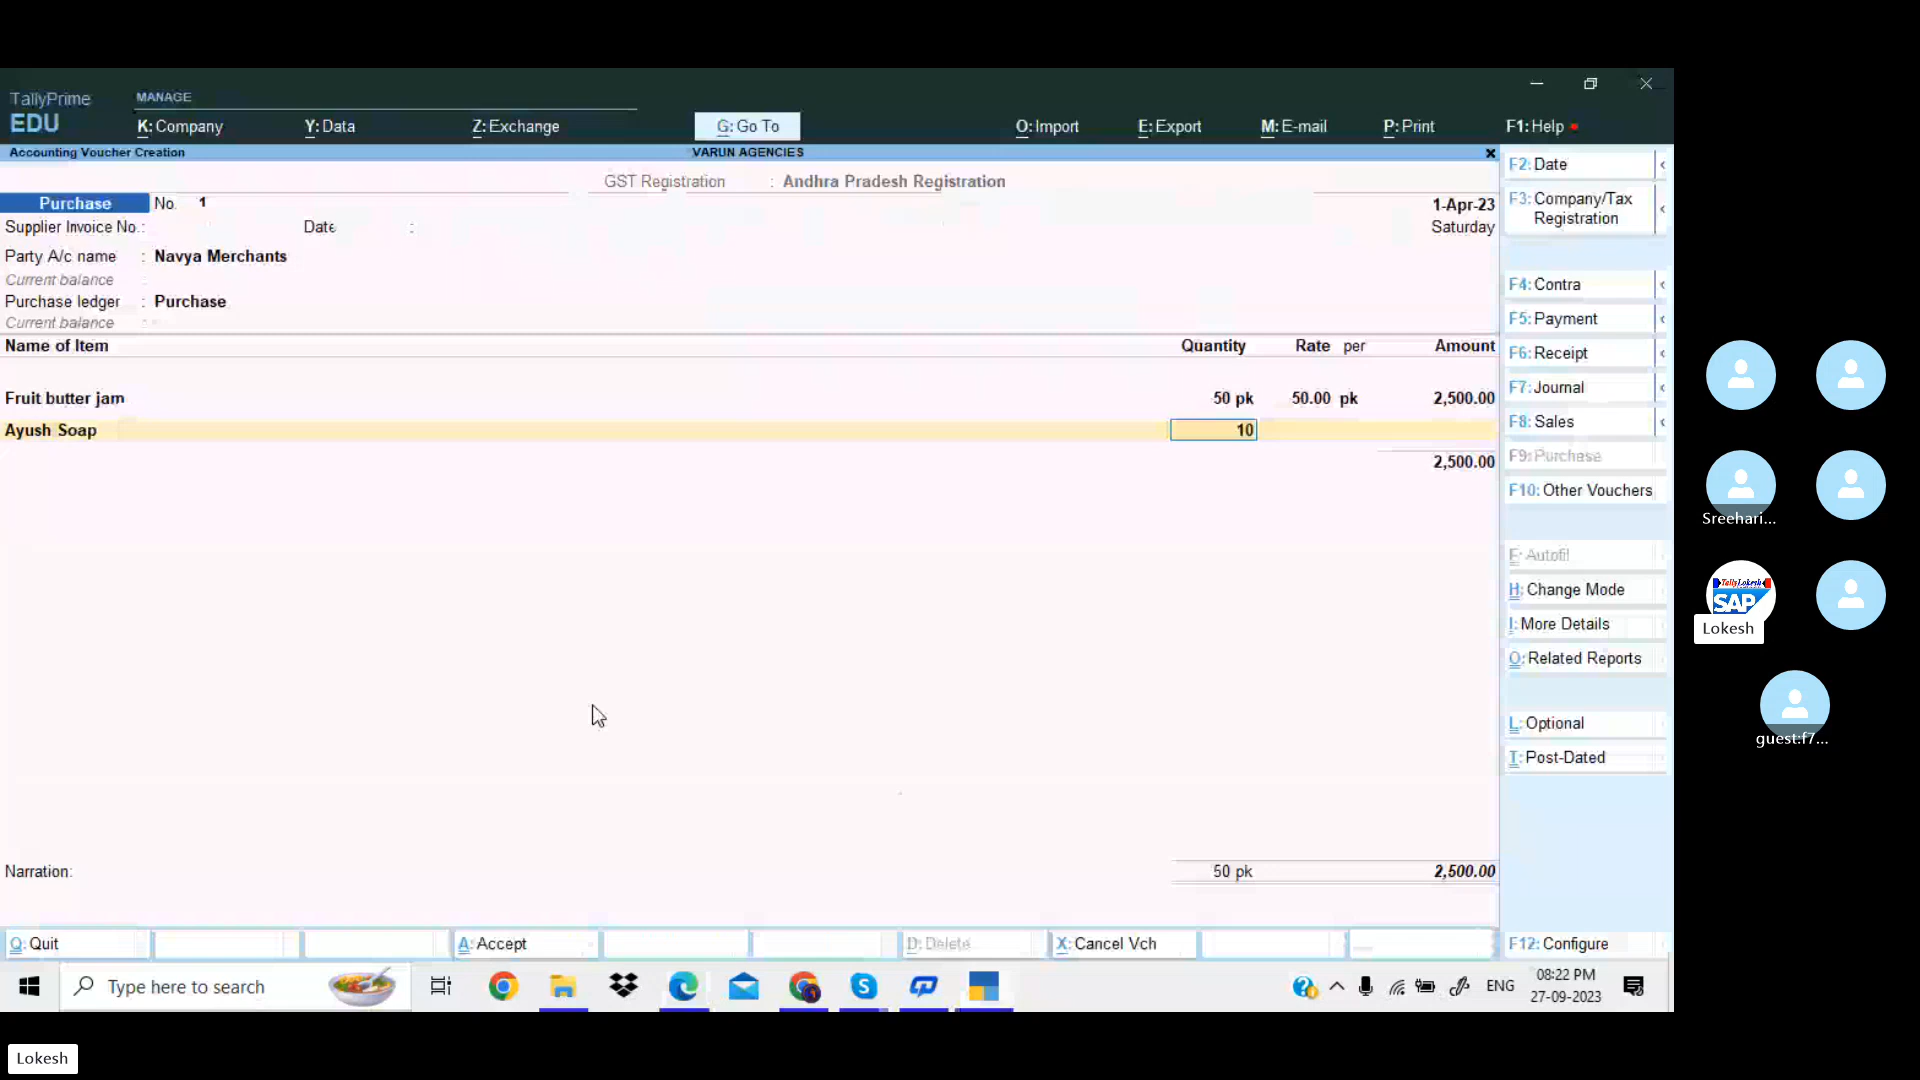 TallyPrime
EDU
MANAGE
K: Company Y: Data Z: Exchange G: Go To O: Import E: Export M: E-mail P: Print F1: Help
Accounting Voucher Creation VARUN AGENCIES
GST Registration : Andhra Pradesh Registration
Purchase No. 1 1-Apr-23
Supplier Invoice No.: Date : Saturday
Party A/c name : Navya Merchants
Current balance :
Purchase ledger : Purchase
Current balance :
Name of Item Quantity Rate per Amount
Fruit butter jam 50 pk 50.00 pk 2,500.00
Ayush Soap 10
2,500.00
Narration: 50 pk 2,500.00
Q: Quit A: Accept D: Delete X: Cancel Vch
F2: Date
F3: Company/Tax
Registration
F4: Contra
F5: Payment
F6: Receipt
F7: Journal
F8: Sales
F9: Purchase
F10: Other Vouchers
E: Autofill
H: Change Mode
I: More Details
O: Related Reports
L: Optional
T: Post-Dated
F12: Configure
Type here to search
ENG 08:22 PM
27-09-2023
Sreehari...
TallyLokesh
SAP
Lokesh
guest:f7...
Lokesh